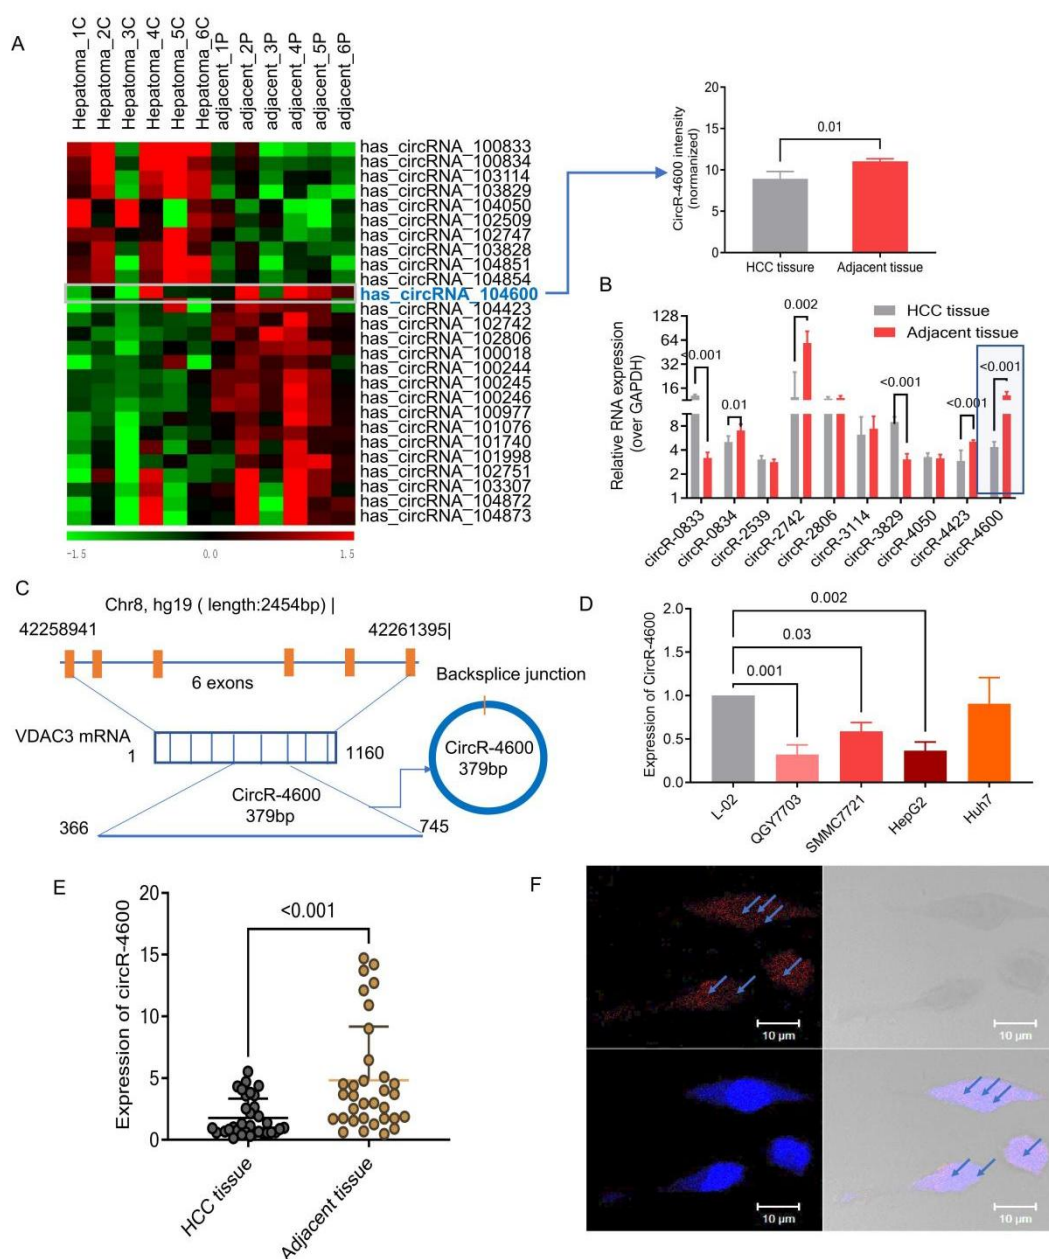 A
Hepatoma_1C
Hepatoma_2C
Hepatoma_3C
Hepatoma_4C
Hepatoma_5C
Hepatoma_6C
adjacent_1P
adjacent_2P
adjacent_3P
adjacent_4P
adjacent_5P
adjacent_6P
has_circRNA_100833
has_circRNA_100834
has_circRNA_103114
has_circRNA_103829
has_circRNA_104050
has_circRNA_102509
has_circRNA_102747
has_circRNA_103828
has_circRNA_104851
has_circRNA_104854
has_circRNA_104600
has_circRNA_104423
has_circRNA_102742
has_circRNA_102806
has_circRNA_100018
has_circRNA_100244
has_circRNA_100245
has_circRNA_100246
has_circRNA_100977
has_circRNA_101076
has_circRNA_101740
has_circRNA_101998
has_circRNA_102751
has_circRNA_103307
has_circRNA_104872
has_circRNA_104873
-1.5 0.0 1.5
CircR-4600 intensity
(normanized)
20
15
10
5
0
0.01
HCC tissure Adjacent tissue
B
Relative RNA expression
(over GAPDH)
128
64
32
16
8
4
2
1
HCC tissue
Adjacent tissue
<0.001
0.01
0.002
<0.001
<0.001
<0.001
circR-0833
circR-0834
circR-2539
circR-2742
circR-2806
circR-3114
circR-3829
circR-4050
circR-4423
circR-4600
C
Chr8, hg19 ( length:2454bp) |
42258941 42261395|
6 exons
Backsplice junction
VDAC3 mRNA
1 1160
CircR-4600
379bp
CircR-4600
379bp
366 745
D
Expression of CircR-4600
2.0
1.5
1.0
0.5
0.0
0.002
0.03
0.001
L-02
QGY7703
SMMC7721
HepG2
Huh7
E
Expression of circR-4600
20
15
10
5
0
<0.001
HCC tissue
Adjacent tissue
F
10 µm
10 µm
10 µm
10 µm